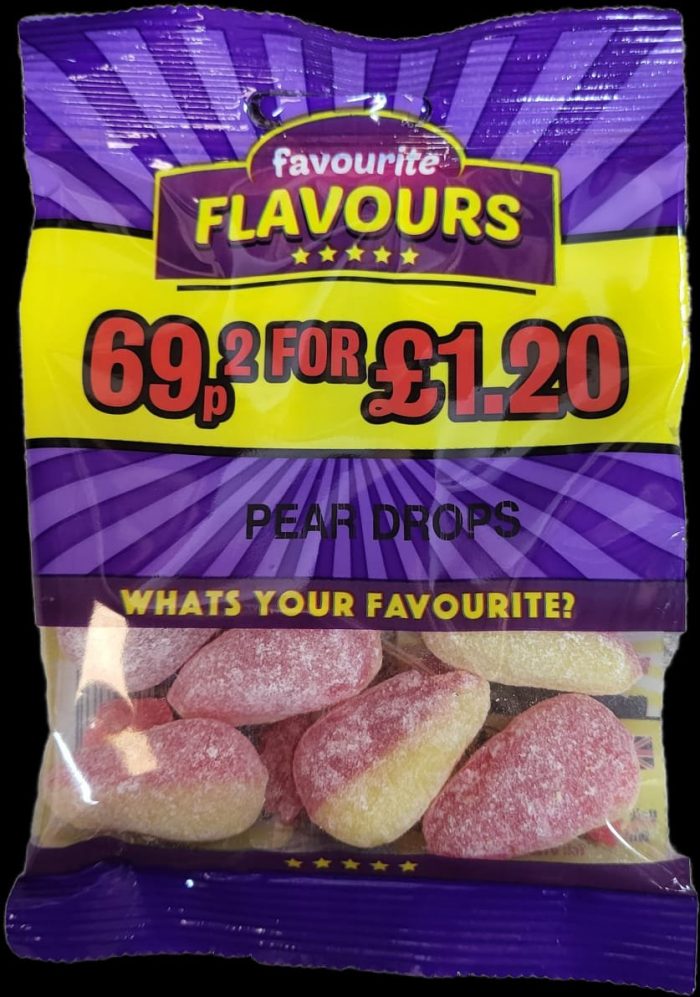 favourite
FLAVOURS
69p 2 FOR £1.20
PEAR DROPS
WHATS YOUR FAVOURITE?